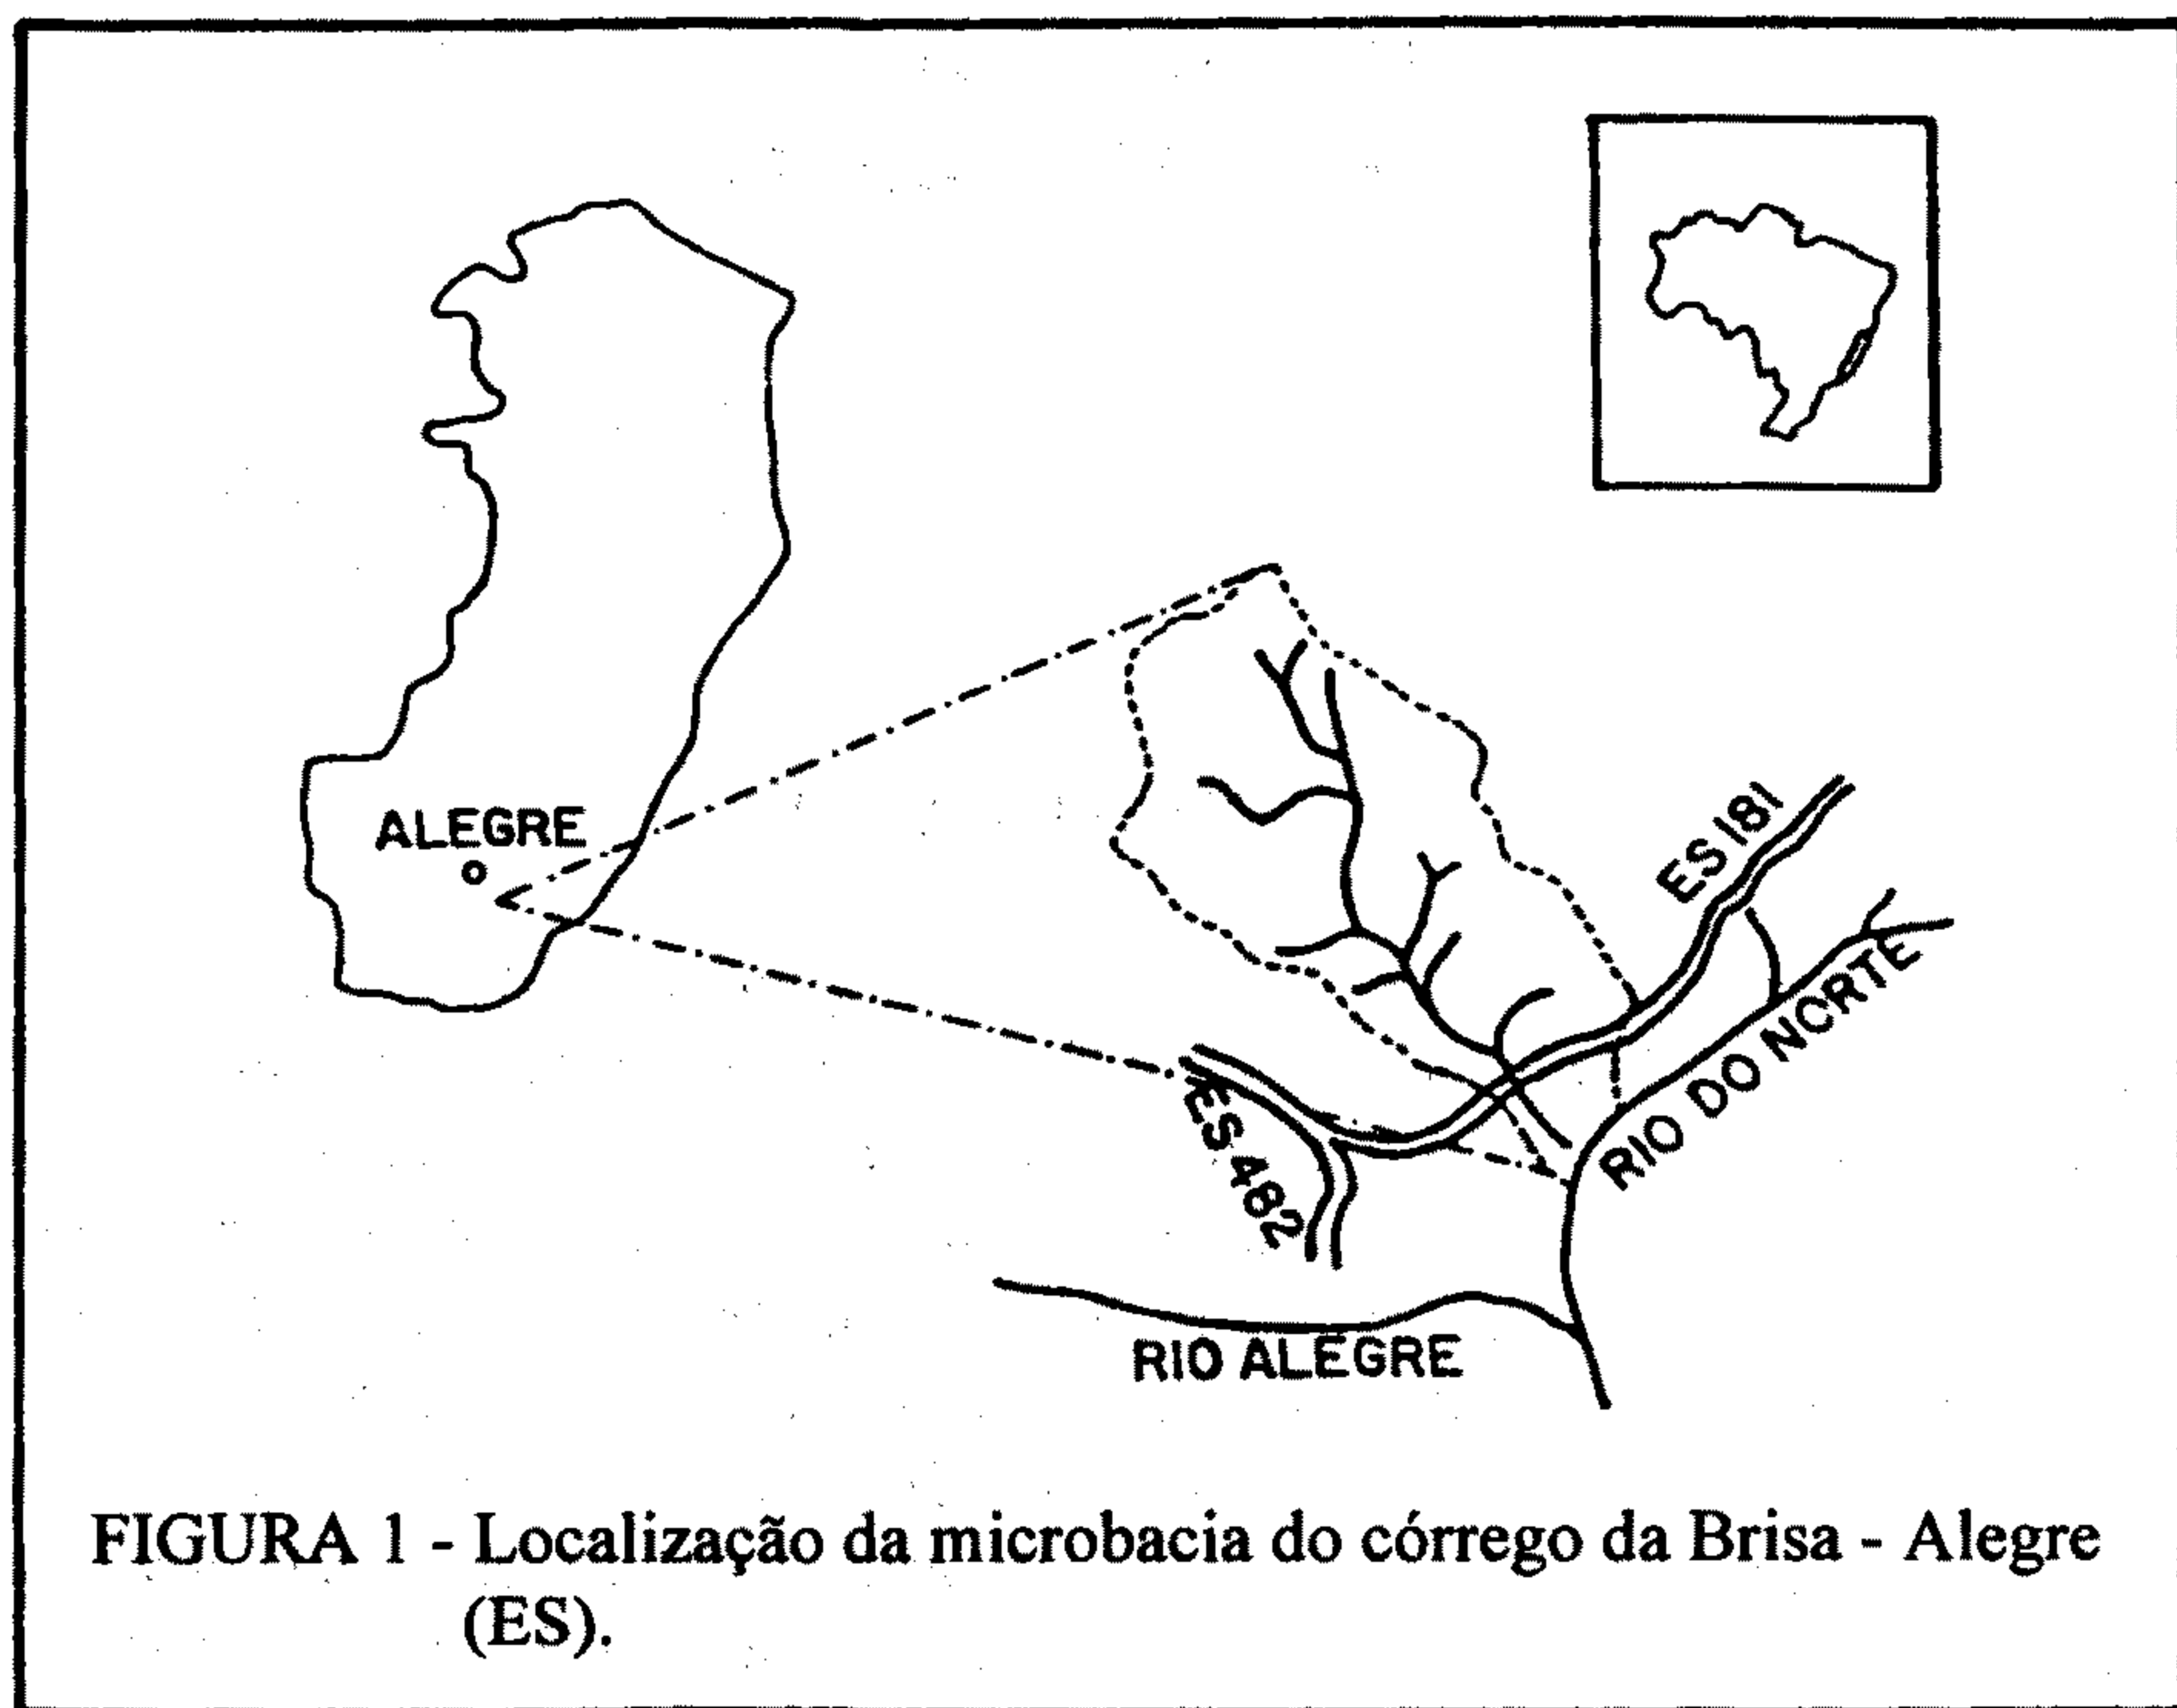 ALEGRE
ES 181
RIO DO NORTE
ES 482
RIO ALEGRE
FIGURA 1 - Localização da microbacia do córrego da Brisa - Alegre
(ES).